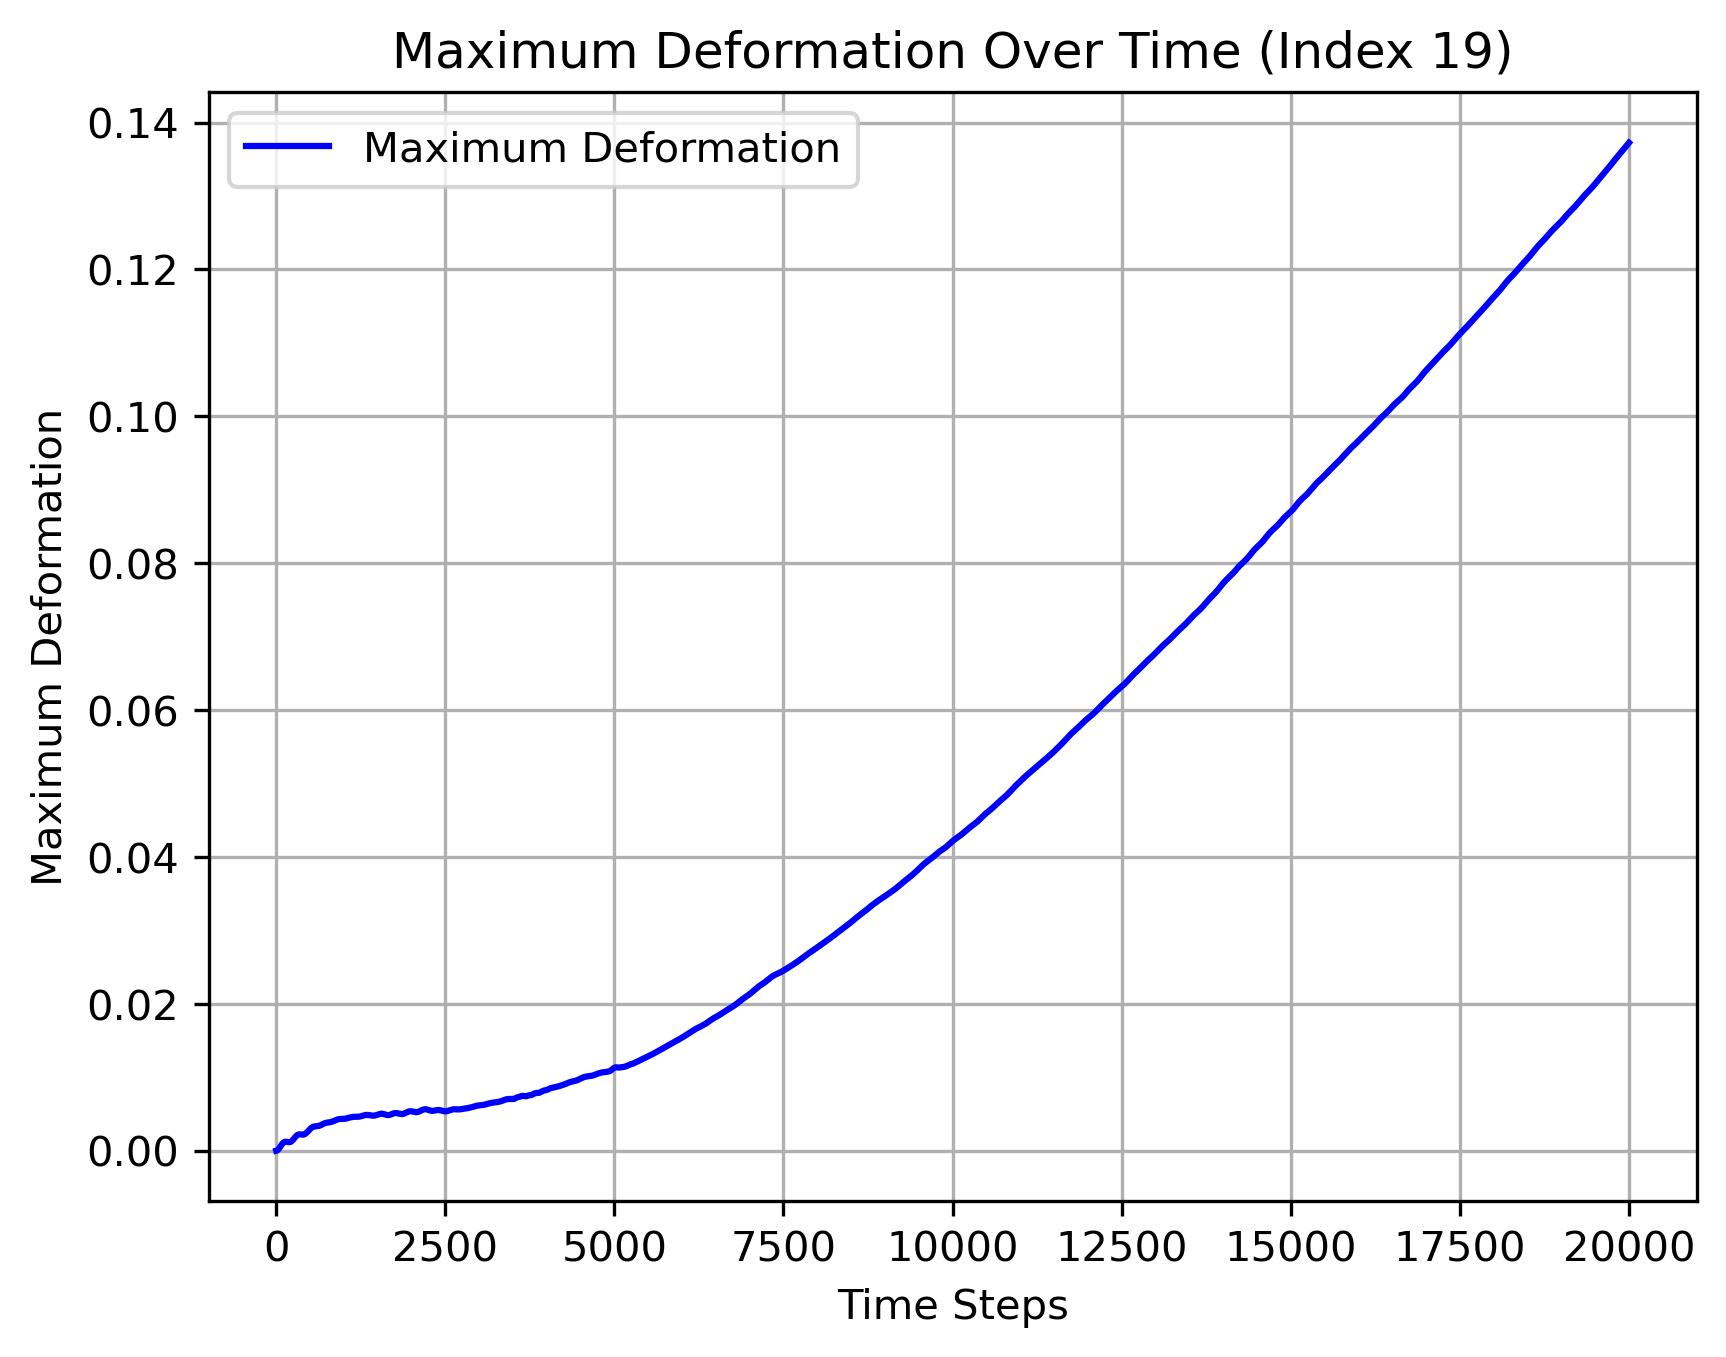 Maximum Deformation Over Time (Index 19)
Maximum Deformation
Maximum Deformation
0.14
0.12
0.10
0.08
0.06
0.04
0.02
0.00
0 2500 5000 7500 10000 12500 15000 17500 20000
Time Steps